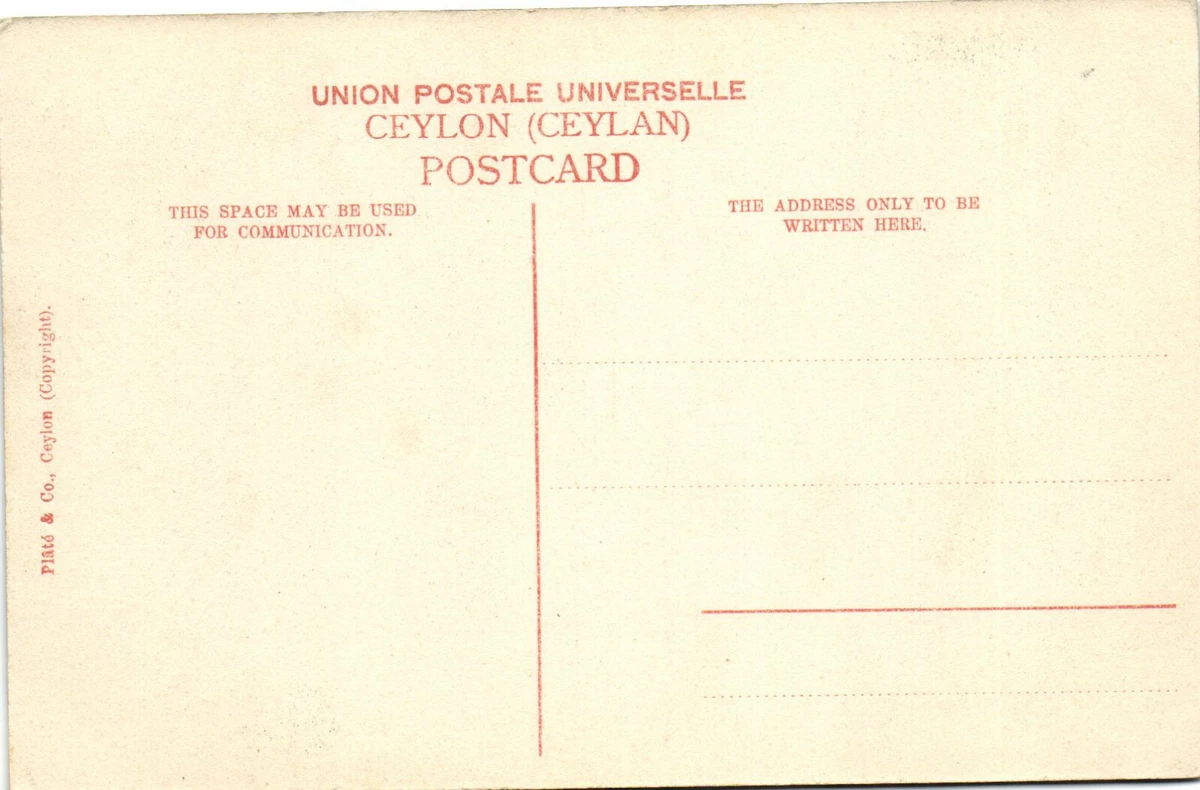 UNION POSTALE UNIVERSELLE
CEYLON (CEYLAN)
POSTCARD
THIS SPACE MAY BE USED
FOR COMMUNICATION.
THE ADDRESS ONLY TO BE
WRITTEN HERE.
Plâté & Co., Ceylon (Copyright).